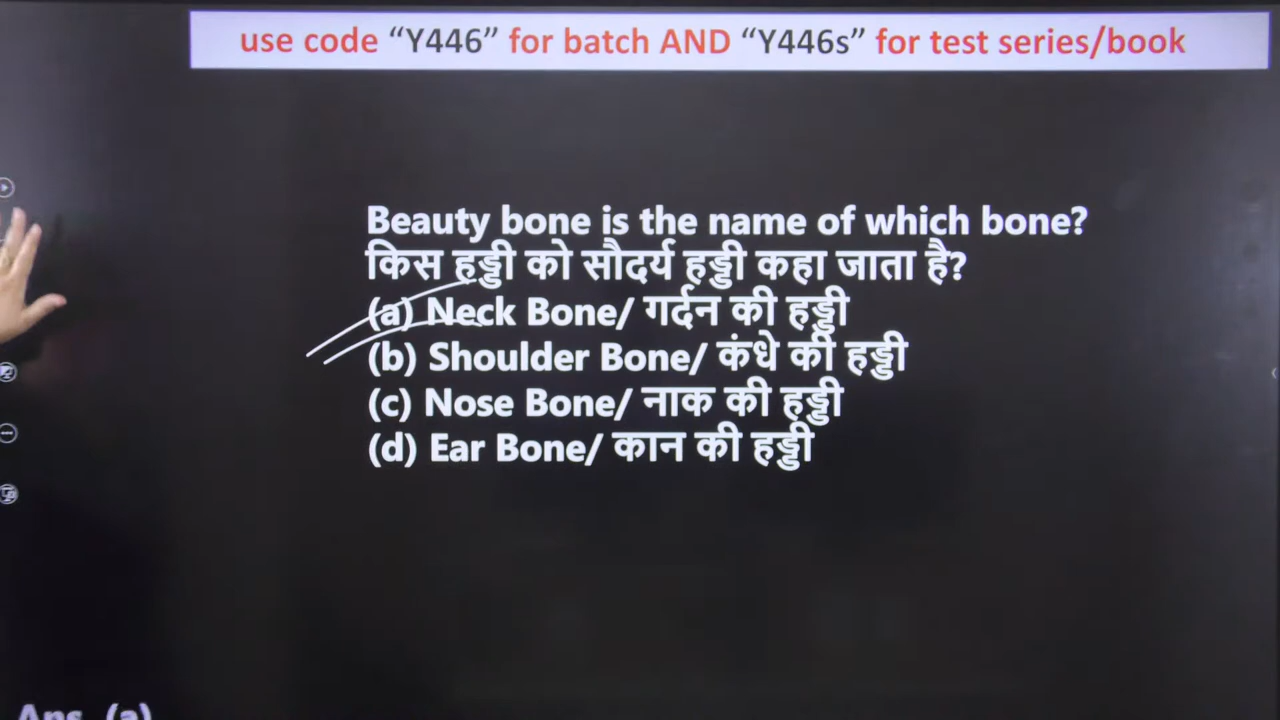 use code “Y446” for batch AND “Y446s” for test series/book
Beauty bone is the name of which bone?
किस हड्डी को सौदर्य हड्डी कहा जाता है?
(a) Neck Bone/ गर्दन की हड्डी
(b) Shoulder Bone/ कंधे की हड्डी
(c) Nose Bone/ नाक की हड्डी
(d) Ear Bone/ कान की हड्डी
Ans. (a)